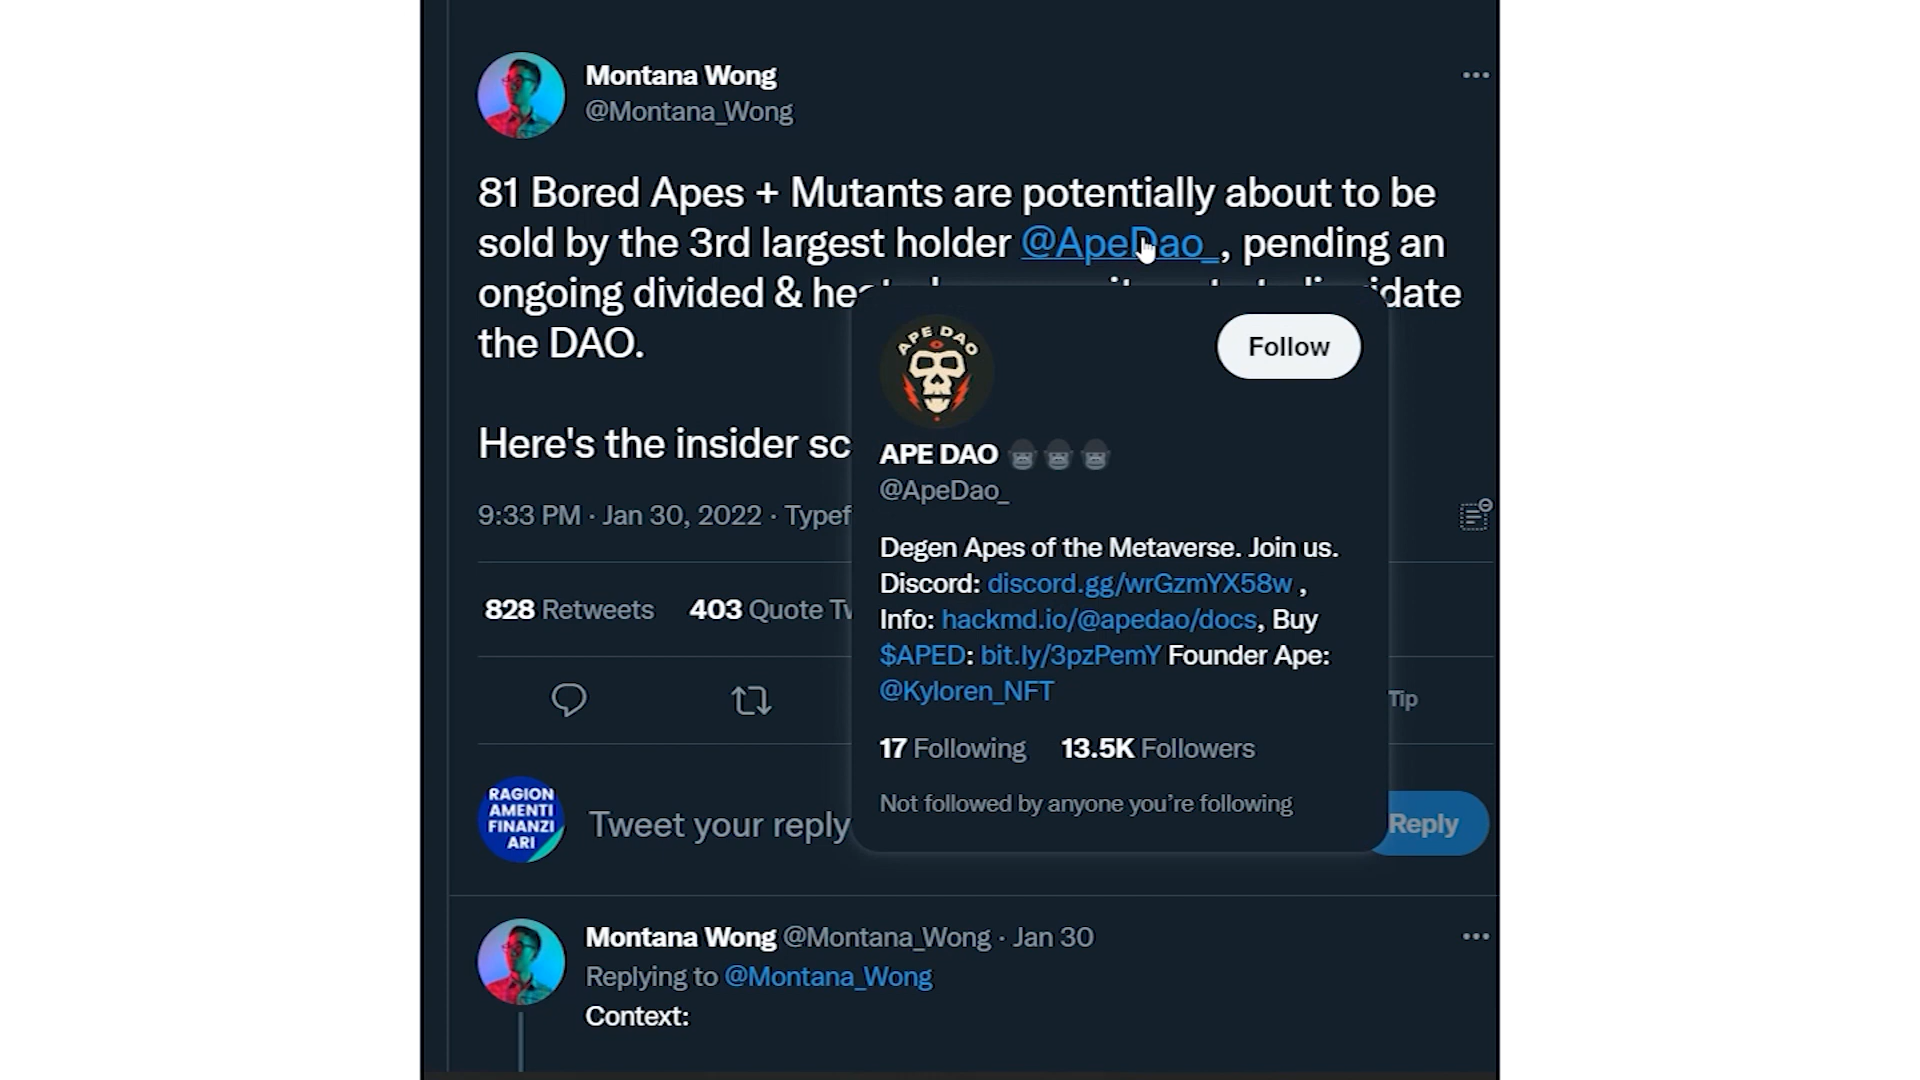 Montana Wong
@Montana_Wong
81 Bored Apes + Mutants are potentially about to be
sold by the 3rd largest holder @ApeDao_, pending an
ongoing divided &
the DAO.
Here's the insider
9:33 PM · Jan 30, 2022 ·
828 Retweets 403 Quote
APE DAO
Follow
APE DAO
@ApeDao_
Degen Apes of the Metaverse. Join us.
Discord: discord.gg/wrGzmYX58w ,
Info: hackmd.io/@apedao/docs, Buy
$APED: bit.ly/3pzPemY Founder Ape:
@Kyloren_NFT
17 Following 13.5K Followers
Not followed by anyone you're following
Tip
RAGION
AMENTI
FINANZI
ARI
Tweet your reply
Reply
Montana Wong @Montana_Wong · Jan 30
Replying to @Montana_Wong
Context: